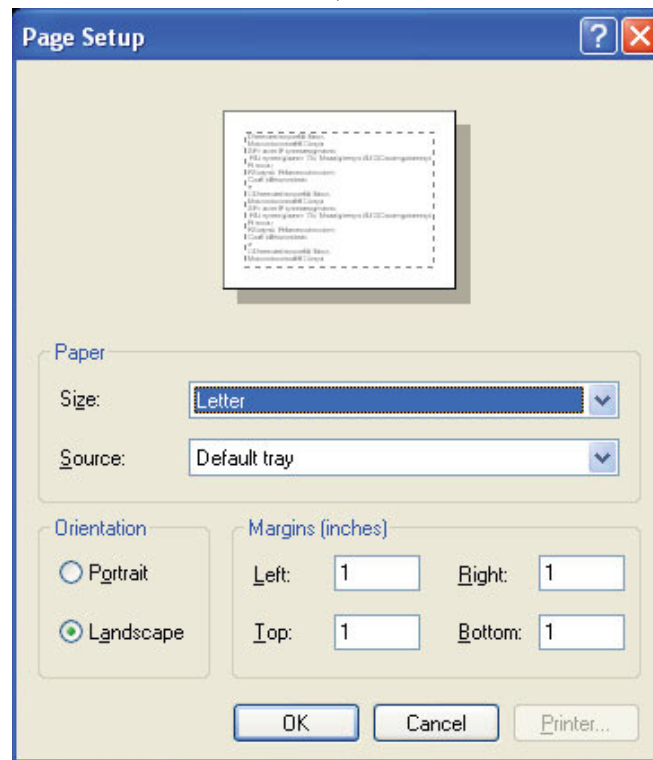 Page Setup
Paper
Size: Letter
Source: Default tray
Orientation
Portrait
Landscape
Margins (inches)
Left: 1 Right: 1
Top: 1 Bottom: 1
OK Cancel Printer...